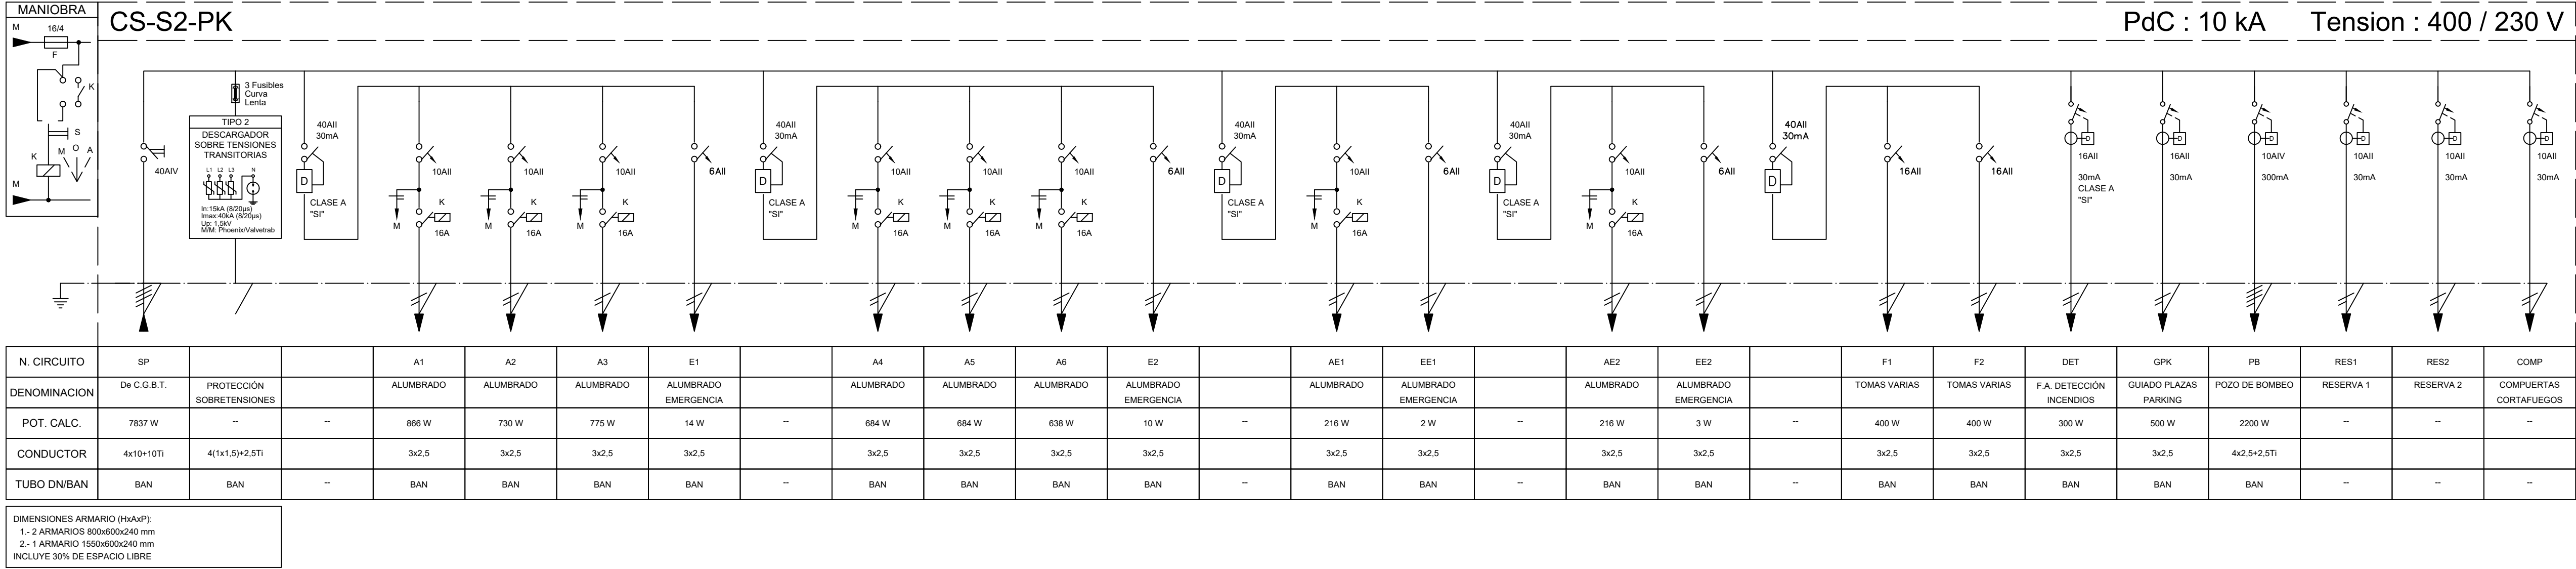 MANIOBRA
CS-S2-PK
PdC : 10 kA Tension : 400 / 230 V
M
16/4
F
K
S
K
M O A
M
40AIV
3 Fusibles
Curva
Lenta
TIPO 2
DESCARGADOR
SOBRE TENSIONES
TRANSITORIAS
L1 L2 L3 N
In:15kA (8/20µs)
Imax:40kA (8/20µs)
Up: 1,5kV
M/M: Phoenix/Valvetrab
40AII
30mA
D
CLASE A
"SI"
10AII
K
M
16A
10AII
K
M
16A
10AII
K
M
16A
6AII
40AII
30mA
D
CLASE A
"SI"
10AII
K
M
16A
10AII
K
M
16A
10AII
K
M
16A
6AII
40AII
30mA
D
CLASE A
"SI"
10AII
K
M
16A
6AII
40AII
30mA
D
CLASE A
"SI"
10AII
K
M
16A
6AII
40AII
30mA
D
16AII
16AII
D
16AII
30mA
CLASE A
"SI"
D
16AII
30mA
D
10AIV
300mA
D
10AII
30mA
D
10AII
30mA
D
10AII
30mA
N. CIRCUITO SP A1 A2 A3 E1 A4 A5 A6 E2 AE1 EE1 AE2 EE2 F1 F2 DET GPK PB RES1 RES2 COMP
DENOMINACION De C.G.B.T. PROTECCIÓN SOBRETENSIONES ALUMBRADO ALUMBRADO ALUMBRADO ALUMBRADO EMERGENCIA ALUMBRADO ALUMBRADO ALUMBRADO ALUMBRADO EMERGENCIA ALUMBRADO ALUMBRADO EMERGENCIA ALUMBRADO ALUMBRADO EMERGENCIA TOMAS VARIAS TOMAS VARIAS F.A. DETECCIÓN INCENDIOS GUIADO PLAZAS PARKING POZO DE BOMBEO RESERVA 1 RESERVA 2 COMPUERTAS CORTAFUEGOS
POT. CALC. 7837 W -- -- 866 W 730 W 775 W 14 W -- 684 W 684 W 638 W 10 W -- 216 W 2 W -- 216 W 3 W -- 400 W 400 W 300 W 500 W 2200 W -- -- --
CONDUCTOR 4x10+10Ti 4(1x1,5)+2,5Ti 3x2,5 3x2,5 3x2,5 3x2,5 3x2,5 3x2,5 3x2,5 3x2,5 3x2,5 3x2,5 3x2,5 3x2,5 3x2,5 3x2,5 3x2,5 3x2,5 4x2,5+2,5Ti
TUBO DN/BAN BAN BAN -- BAN BAN BAN BAN -- BAN BAN BAN BAN -- BAN BAN -- BAN BAN -- BAN BAN BAN BAN BAN -- -- --
DIMENSIONES ARMARIO (HxAxP):
1.- 2 ARMARIOS 800x600x240 mm
2.- 1 ARMARIO 1550x600x240 mm
INCLUYE 30% DE ESPACIO LIBRE